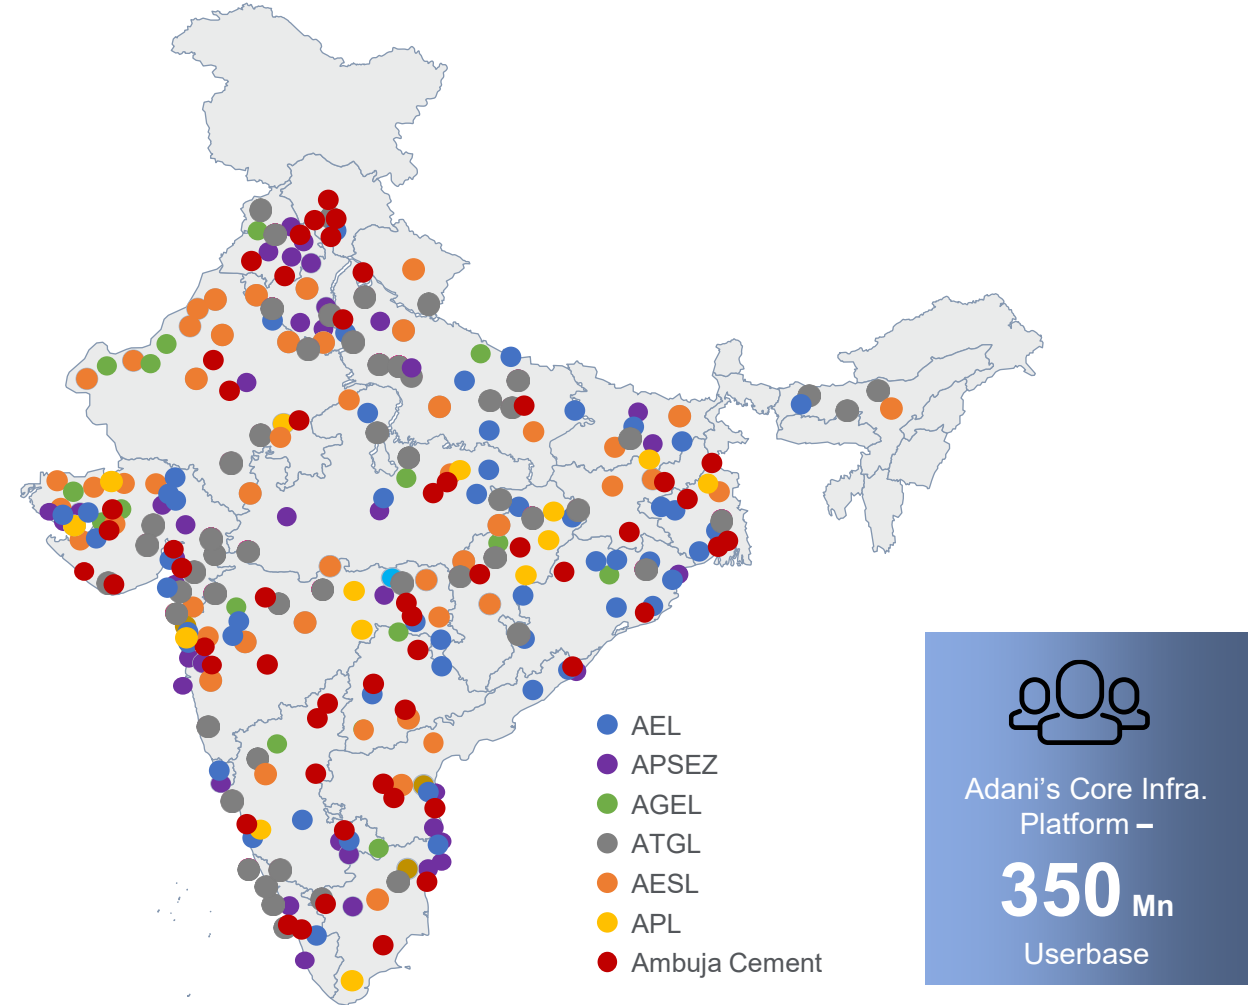 AEL
APSEZ
AGEL
ATGL
AESL
APL
Ambuja Cement
Adani’s Core Infra.
Platform –
350 Mn
Userbase